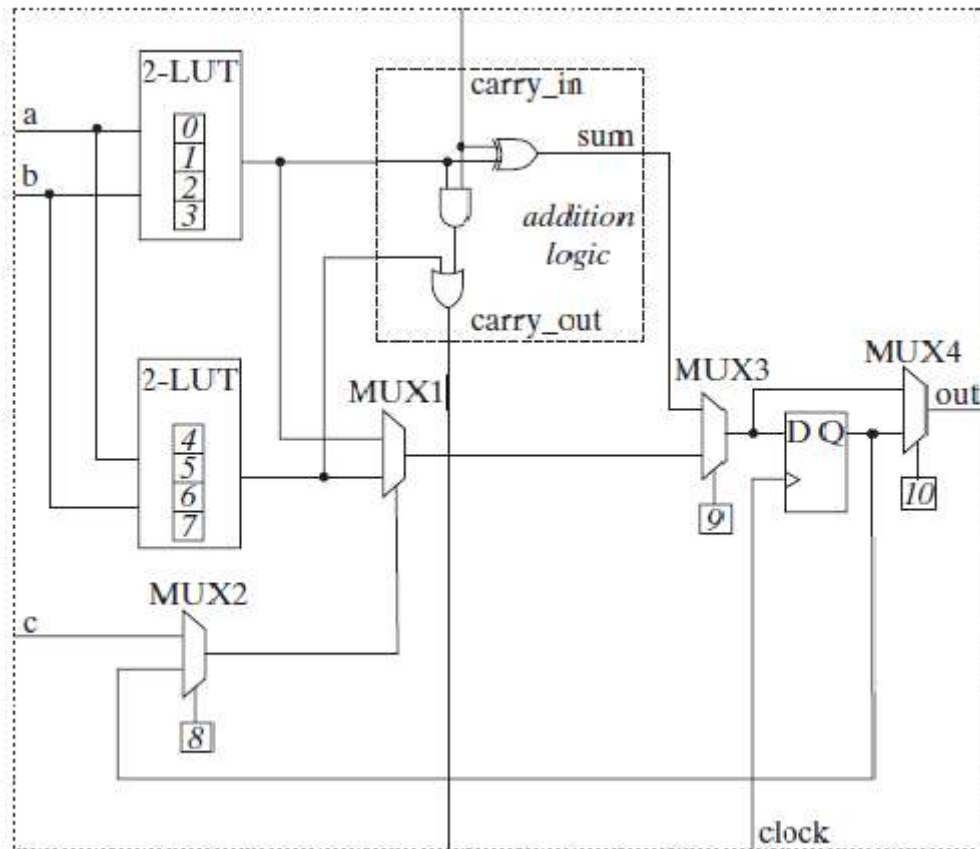 2-LUT
0
1
2
3
a
b
carry_in
sum
addition
logic
carry_out
2-LUT
4
5
6
7
MUX1
MUX3
MUX4
out
D Q
9
10
MUX2
c
8
clock